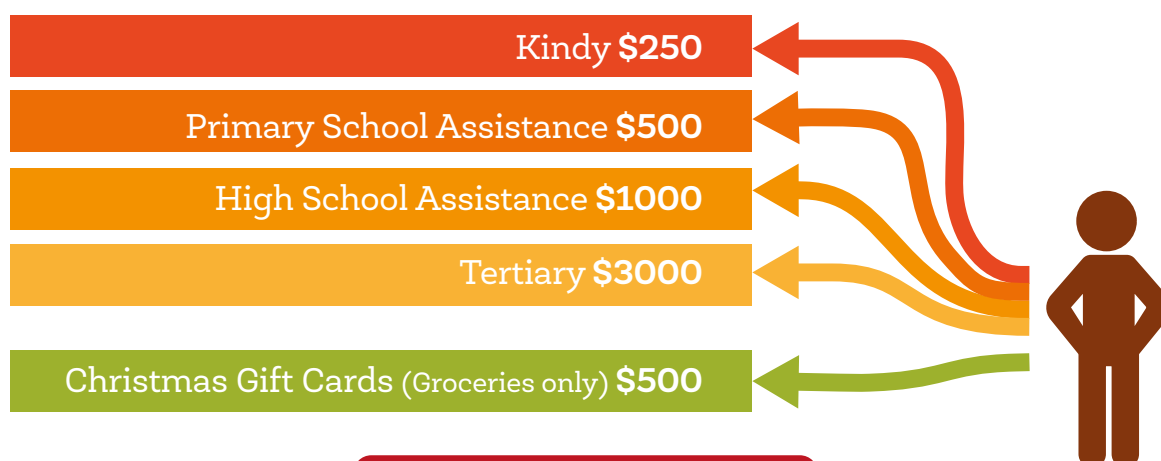 Kindy $250
Primary School Assistance $500
High School Assistance $1000
Tertiary $3000
Christmas Gift Cards (Groceries only) $500